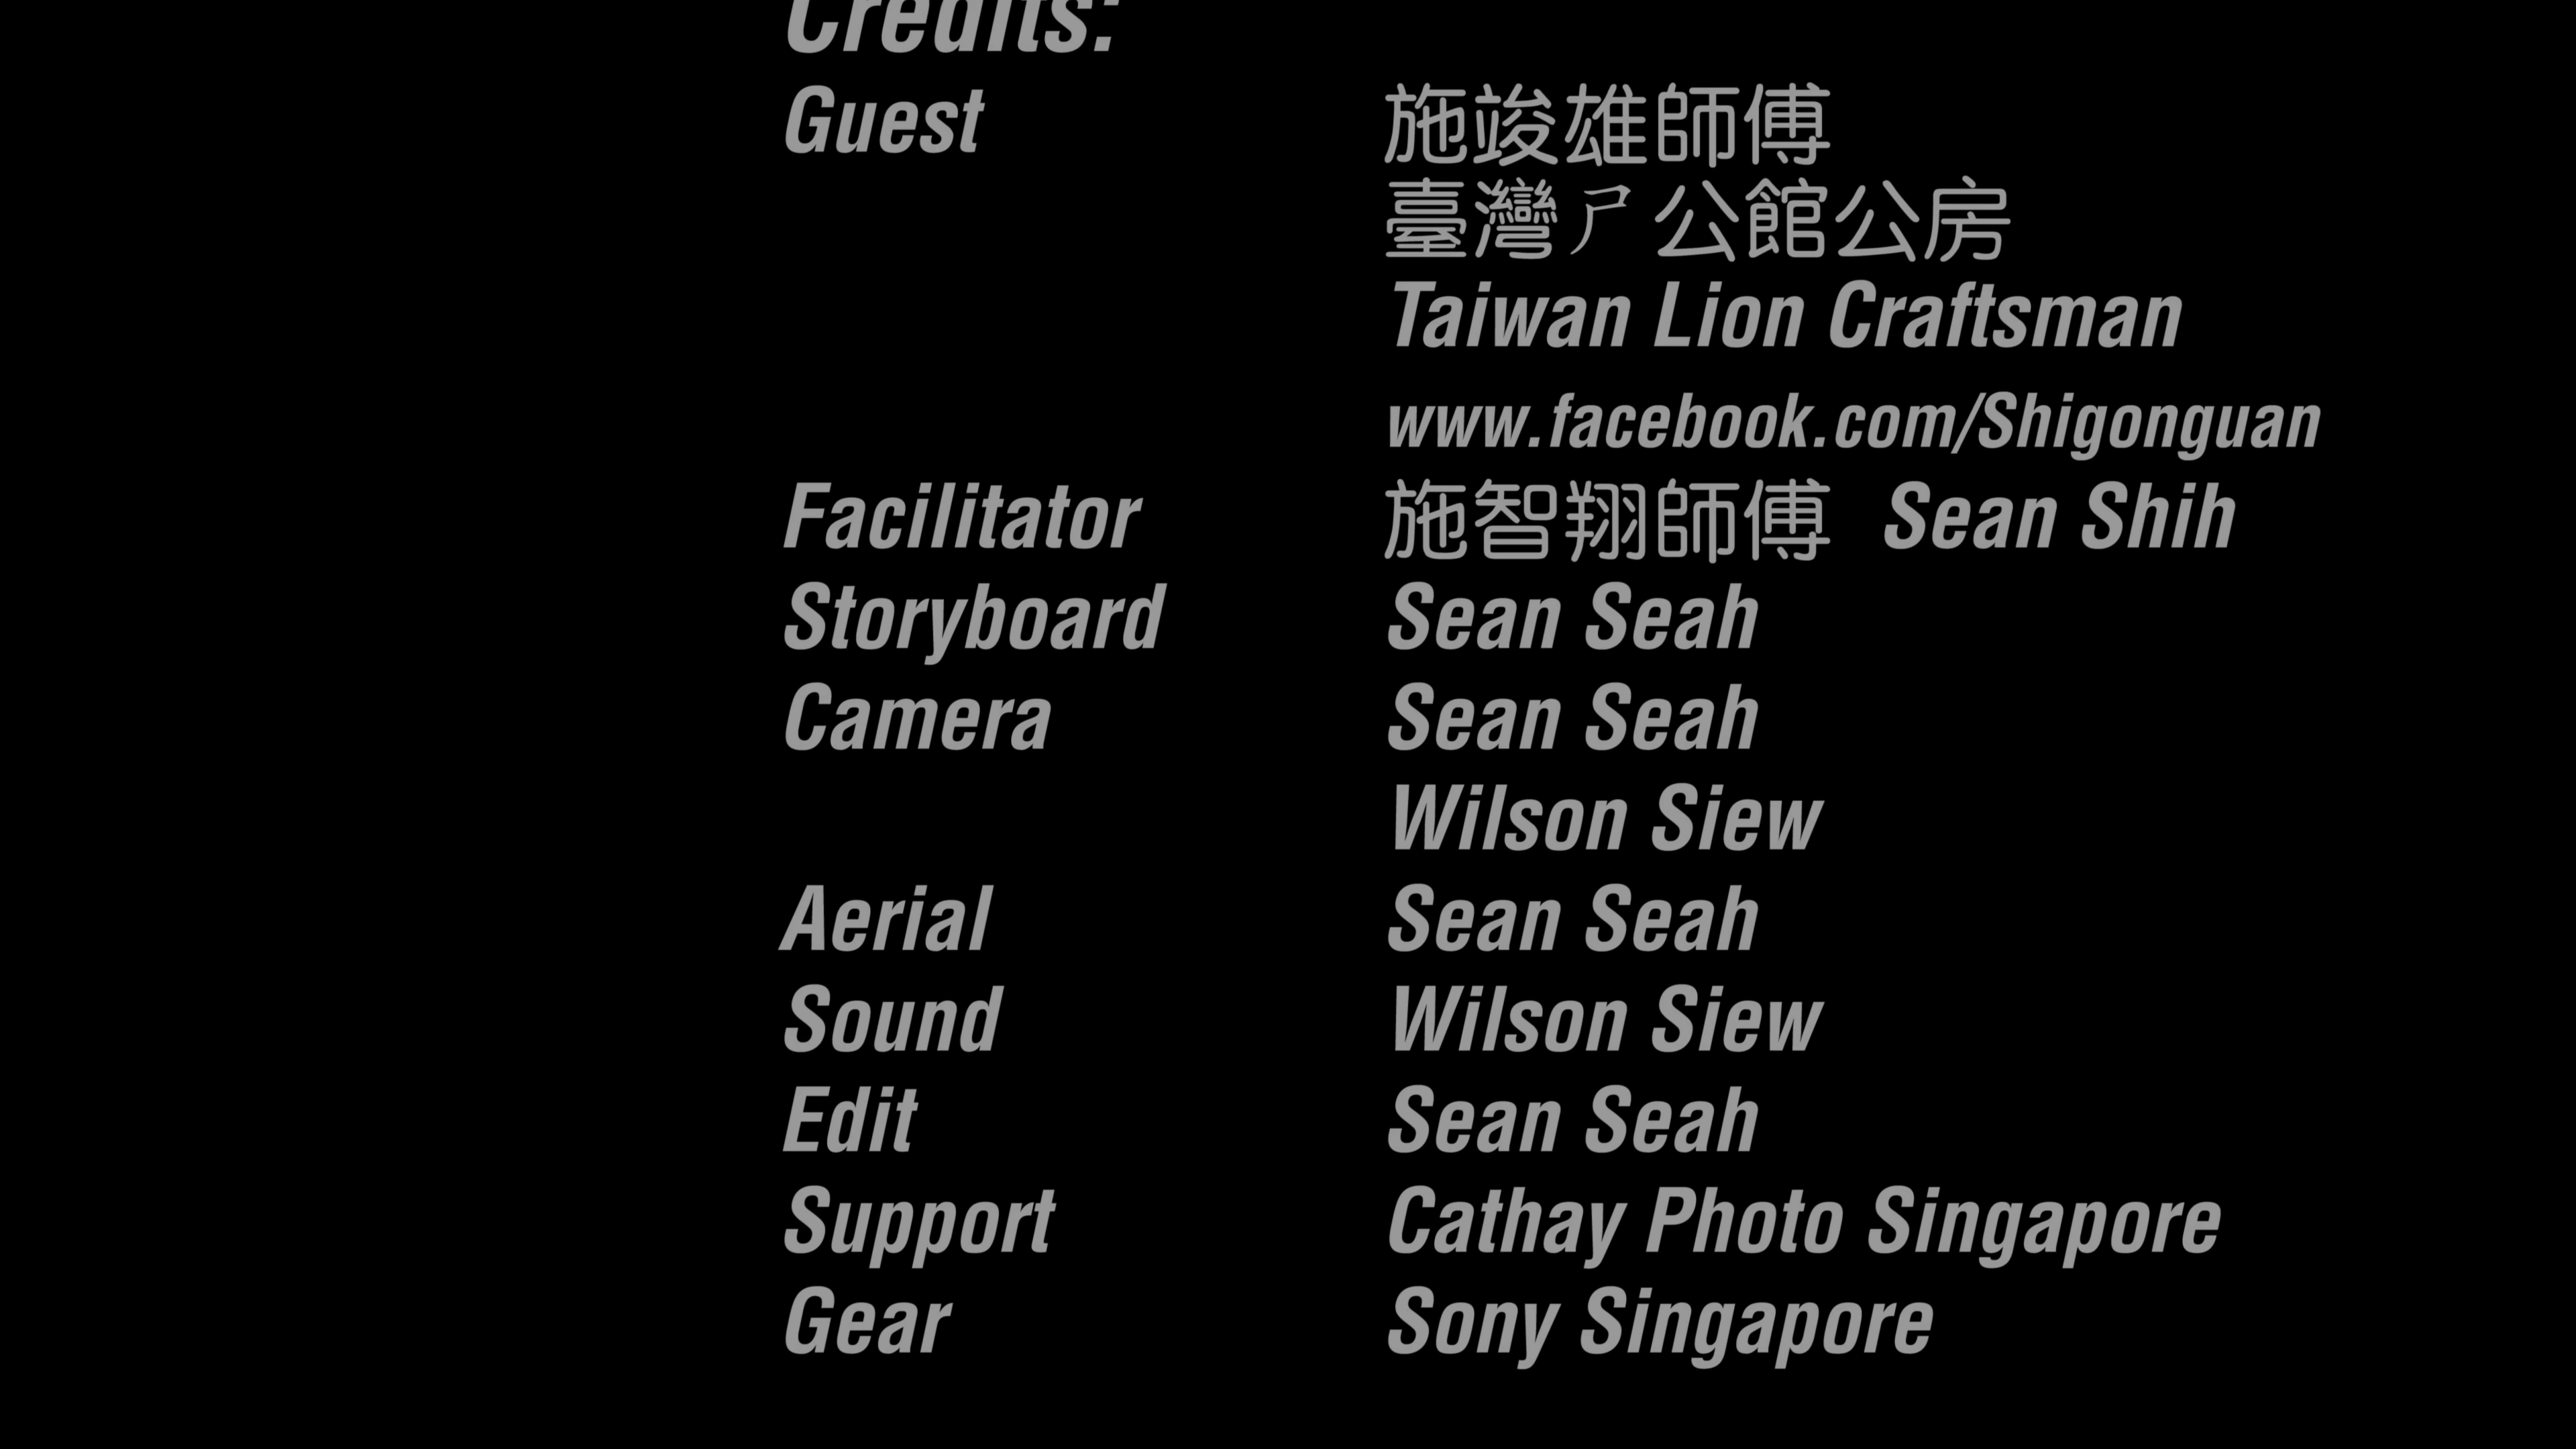 Credits:
Guest 施竣雄師傅
臺灣ㄕ公館公房
Taiwan Lion Craftsman
www.facebook.com/Shigonguan
Facilitator 施智翔師傅 Sean Shih
Storyboard Sean Seah
Camera Sean Seah
Wilson Siew
Aerial Sean Seah
Sound Wilson Siew
Edit Sean Seah
Support Cathay Photo Singapore
Gear Sony Singapore